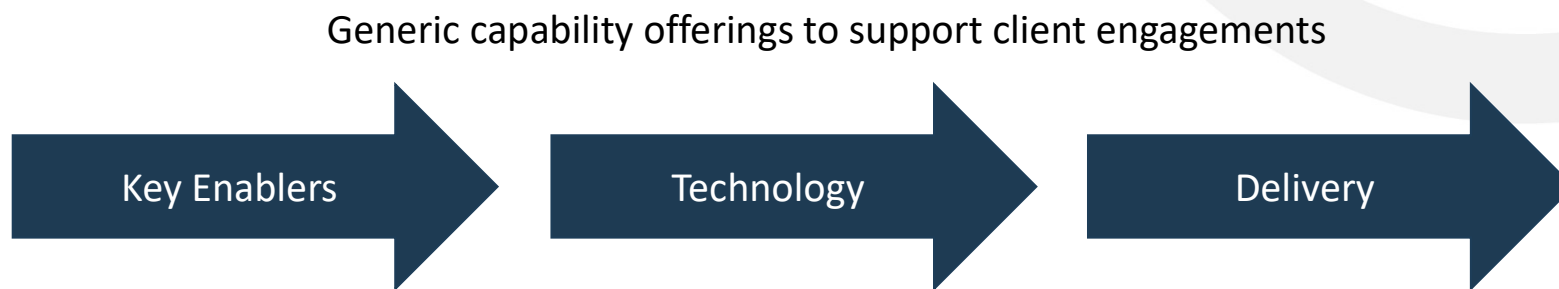 Generic capability offerings to support client engagements
Key Enablers
Technology
Delivery